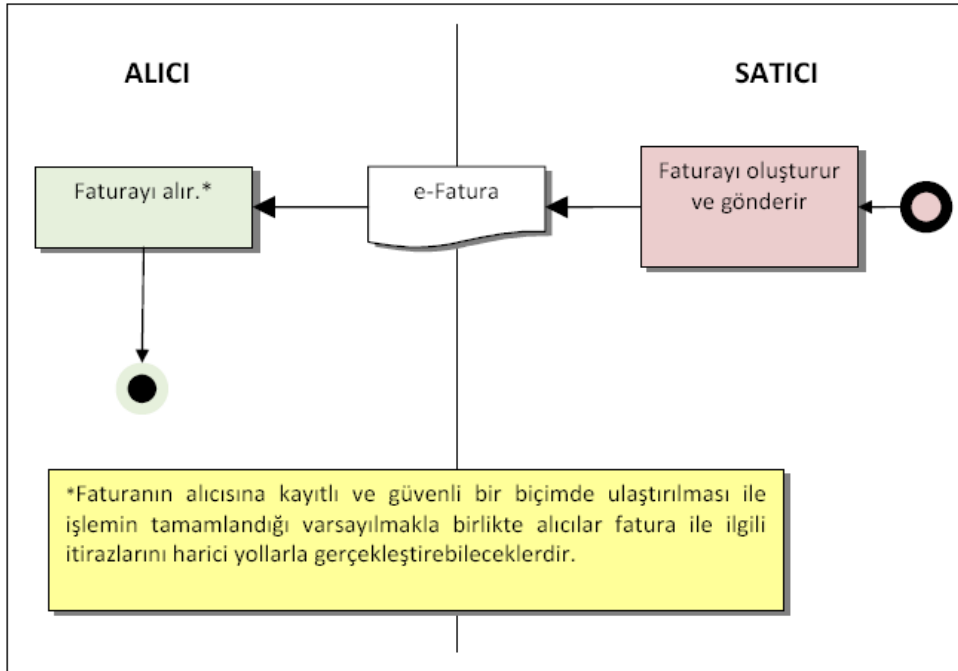 ALICI
SATICI
Faturayı alır.*
e-Fatura
Faturayı oluşturur
ve gönderir
*Faturanın alıcısına kayıtlı ve güvenli bir biçimde ulaştırılması ile
işlemin tamamlandığı varsayılmakla birlikte alıcılar fatura ile ilgili
itirazlarını harici yollarla gerçekleştirebileceklerdir.